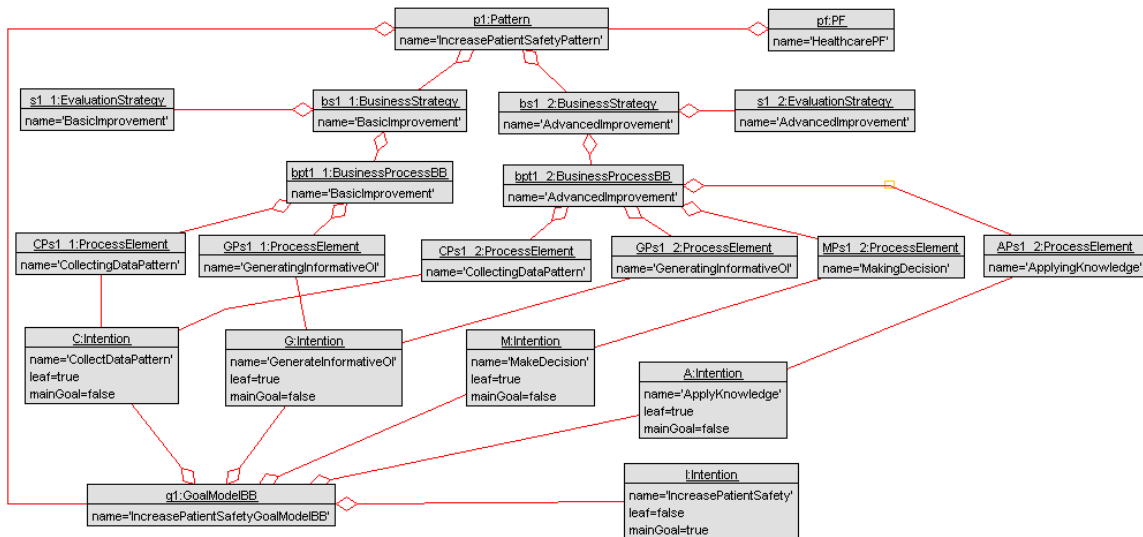 p1:Pattern
name='IncreasePatientSafetyPattern'
pf:PF
name='HealthcarePF'
s1_1:EvaluationStrategy
name='BasicImprovement'
bs1_1:BusinessStrategy
name='BasicImprovement'
bs1_2:BusinessStrategy
name='AdvancedImprovement'
s1_2:EvaluationStrategy
name='AdvancedImprovement'
bpt1_1:BusinessProcessBB
name='BasicImprovement'
bpt1_2:BusinessProcessBB
name='AdvancedImprovement'
CPs1_1:ProcessElement
name='CollectingDataPattern'
GPs1_1:ProcessElement
name='GeneratingInformativeOI'
CPs1_2:ProcessElement
name='CollectingDataPattern'
GPs1_2:ProcessElement
name='GeneratingInformativeOI'
MPs1_2:ProcessElement
name='MakingDecision'
APs1_2:ProcessElement
name='ApplyingKnowledge'
C:Intention
name='CollectDataPattern'
leaf=true
mainGoal=false
G:Intention
name='GenerateInformativeOI'
leaf=true
mainGoal=false
M:Intention
name='MakeDecision'
leaf=true
mainGoal=false
A:Intention
name='ApplyKnowledge'
leaf=true
mainGoal=false
g1:GoalModelBB
name='IncreasePatientSafetyGoalModelBB'
I:Intention
name='IncreasePatientSafety'
leaf=false
mainGoal=true